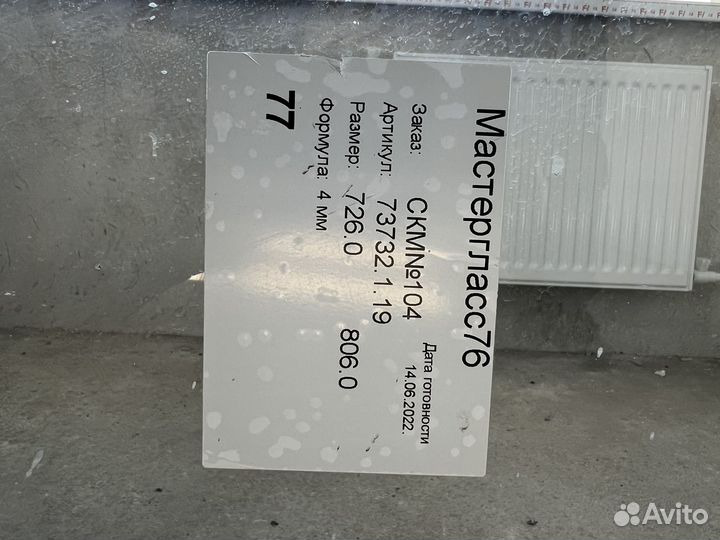 Мастергласс76
Заказ: СКМ№104 Дата готовности
Артикул: 73732.1.19 14.06.2022.
Размер: 726.0 806.0
Формула: 4 мм
77
Avito